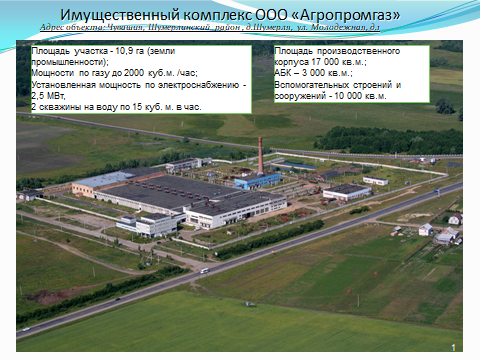 Имущественный комплекс ООО «Агропромгаз»
Адрес объекта: Чувашия, Шумерлинский район, д.Шумерля, ул. Молодежная, д.1
Площадь участка - 10,9 га (земли
промышленности);
Мощности по газу до 2000 куб.м. /час;
Установленная мощность по электроснабжению -
2,5 МВт,
2 скважины на воду по 15 куб. м. в час.
Площадь производственного
корпуса 17 000 кв.м.;
АБК – 3 000 кв.м.;
Вспомогательных строений и
сооружений - 10 000 кв.м.
1